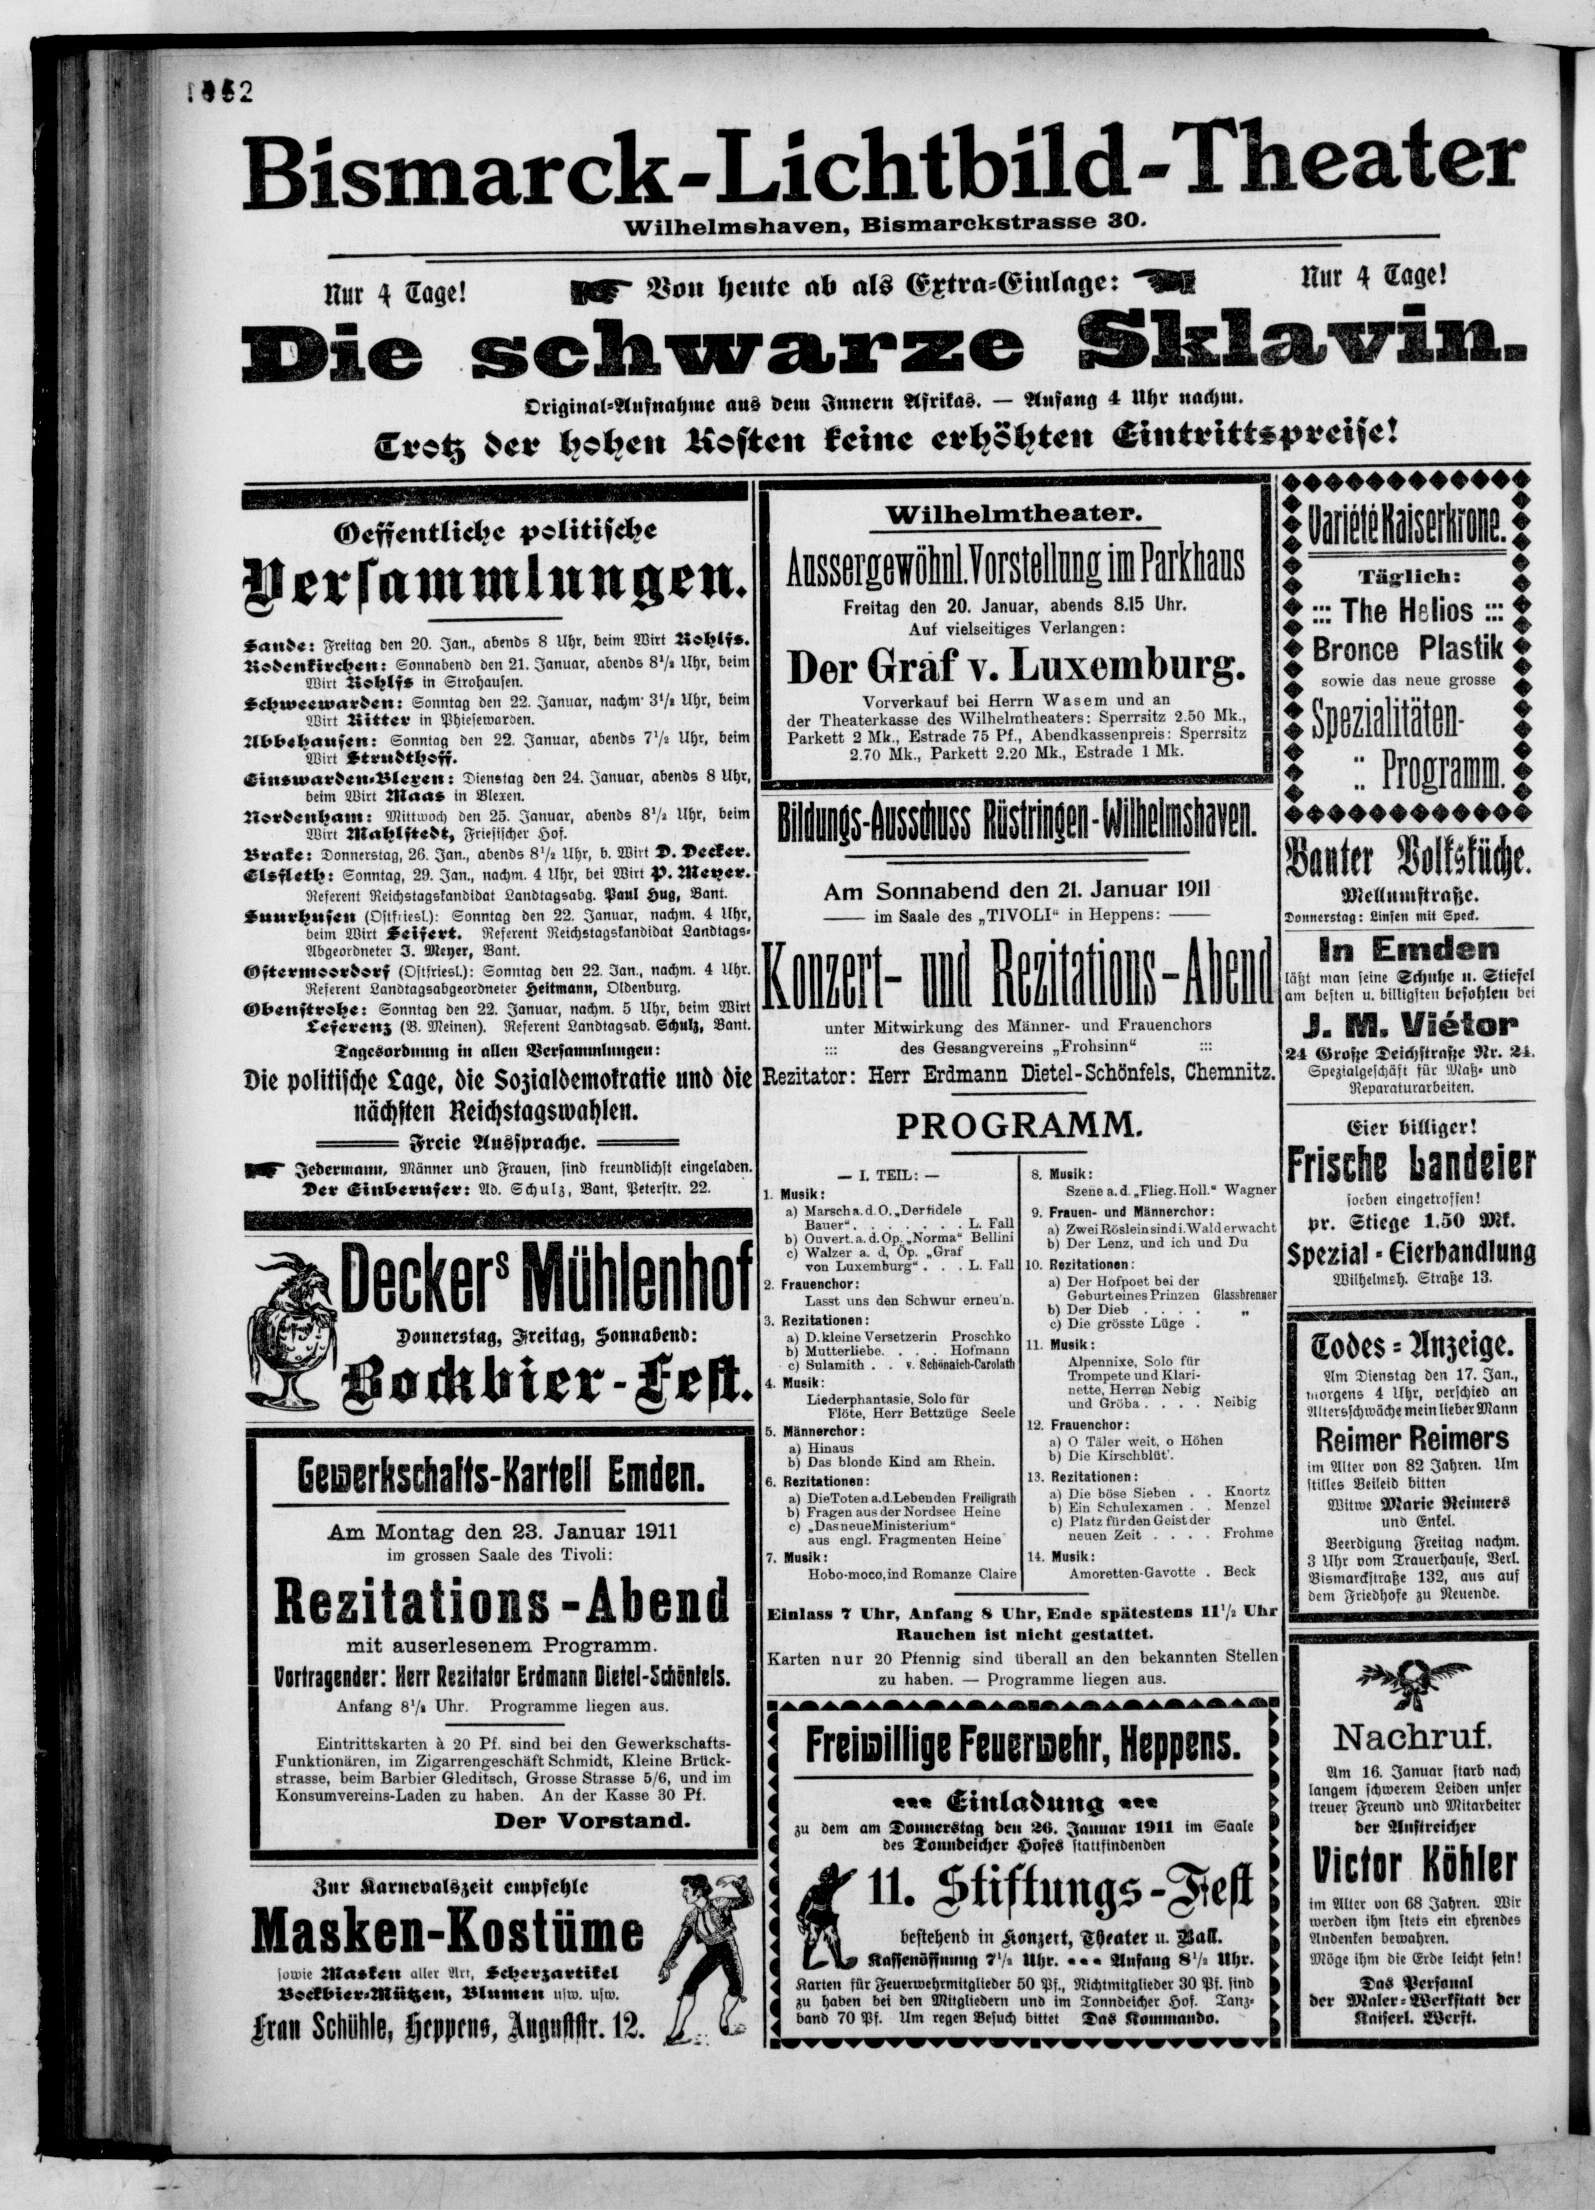 Bismarck-Lichtbild-Theater
Wilhelmshaven, Bismarckstrasse 30.
Nur 4 Tage!
Von heute ab als Extra-Einlage:
Nur 4 Tage!
Die schwarze Sklavin.
Original-Aufnahme aus dem Innern Afrikas. — Anfang 4 Uhr nachm.
Trotz der hohen Kosten keine erhöhten Eintrittspreise!
Oeffentliche politische
Versammlungen.
Sande: Freitag den 20. Jan., abends 8 Uhr, beim Wirt Rohlfs.
Rodenkirchen: Sonnabend den 21. Januar, abends 8½ Uhr, beim
Wirt Rohlfs in Strohausen.
Schweewarden: Sonntag den 22. Januar, nachm· 3½ Uhr, beim
Wirt Ritter in Phiesewarden.
Abbehausen: Sonntag den 22. Januar, abends 7½ Uhr, beim
Wirt Strudthoff.
Einswarden-Blexen: Dienstag den 24. Januar, abends 8 Uhr,
beim Wirt Maas in Blexen.
Nordenham: Mittwoch den 25. Januar, abends 8½ Uhr, beim
Wirt Mahlstedt, Friesischer Hof.
Brake: Donnerstag, 26. Jan., abends 8½ Uhr, b. Wirt D. Decker.
Elsfleth: Sonntag, 29. Jan., nachm. 4 Uhr, bei Wirt P. Meyer.
Referent Reichstagskandidat Landtagsabg. Paul Hug, Bant.
Suurhusen (Ostfriesl.): Sonntag den 22. Januar, nachm. 4 Uhr,
beim Wirt Seifert. Referent Reichstagskandidat Landtags-
Abgeordneter J. Meyer, Bant.
Ostermoordorf (Ostfriesl.): Sonntag den 22. Jan., nachm. 4 Uhr.
Referent Landtagsabgeordneter Heitmann, Oldenburg.
Obenstrohe: Sonntag den 22. Januar, nachm. 5 Uhr, beim Wirt
Leferenz (B. Meinen). Referent Landtagsab. Schulz, Bant.
Tagesordnung in allen Versammlungen:
Die politische Lage, die Sozialdemokratie und die
nächsten Reichstagswahlen.
Freie Aussprache.
Jedermann, Männer und Frauen, sind freundlichst eingeladen.
Der Einberufer: Ad. Schulz, Bant, Peterstr. 22.
Deckers Mühlenhof
Donnerstag, Freitag, Sonnabend:
Bockbier-Fest.
Gewerkschafts-Kartell Emden.
Am Montag den 23. Januar 1911
im grossen Saale des Tivoli:
Rezitations-Abend
mit auserlesenem Programm.
Vortragender: Herr Rezitator Erdmann Dietel-Schönfels.
Anfang 8½ Uhr. Programme liegen aus.
Eintrittskarten à 20 Pf. sind bei den Gewerkschafts-
Funktionären, im Zigarrengeschäft Schmidt, Kleine Brück-
strasse, beim Barbier Gleditsch, Grosse Strasse 5/6, und im
Konsumvereins-Laden zu haben. An der Kasse 30 Pf.
Der Vorstand.
Zur Karnevalszeit empfehle
Masken-Kostüme
sowie Masken aller Art, Scherzartikel
Bockbier-Mützen, Blumen usw. usw.
Frau Schühle, Heppens, Auguststr. 12.
Wilhelmtheater.
Aussergewöhnl. Vorstellung im Parkhaus
Freitag den 20. Januar, abends 8.15 Uhr.
Auf vielseitiges Verlangen:
Der Graf v. Luxemburg.
Vorverkauf bei Herrn Wasem und an
der Theaterkasse des Wilhelmtheaters: Sperrsitz 2.50 Mk.,
Parkett 2 Mk., Estrade 75 Pf., Abendkassenpreis: Sperrsitz
2.70 Mk., Parkett 2.20 Mk., Estrade 1 Mk.
Bildungs-Ausschuss Rüstringen-Wilhelmshaven.
Am Sonnabend den 21. Januar 1911
im Saale des „TIVOLI“ in Heppens:
Konzert- und Rezitations-Abend
unter Mitwirkung des Männer- und Frauenchors
::: des Gesangvereins „Frohsinn“ :::
Rezitator: Herr Erdmann Dietel-Schönfels, Chemnitz.
PROGRAMM.
— I. TEIL: —
1. Musik:
a) Marsch a. d. O. „Der fidele
Bauer“. . . . . . . L. Fall
b) Ouvert. a. d. Op. „Norma“ Bellini
c) Walzer a. d, Op. „Graf
von Luxemburg“ . . . L. Fall
2. Frauenchor:
Lasst uns den Schwur erneu'n.
3. Rezitationen:
a) D. kleine Versetzerin Proschko
b) Mutterliebe. . . . Hofmann
c) Sulamith . . v. Schönaich-Carolath
4. Musik:
Liederphantasie, Solo für
Flöte, Herr Bettzüge Seele
5. Männerchor:
a) Hinaus
b) Das blonde Kind am Rhein.
6. Rezitationen:
a) Die Toten a. d. Lebenden Freiligrath
b) Fragen aus der Nordsee Heine
c) „Das neue Ministerium“
aus engl. Fragmenten Heine
7. Musik:
Hobo-moco, ind Romanze Claire
8. Musik:
Szene a. d. „Flieg. Holl.“ Wagner
9. Frauen- und Männerchor:
a) Zwei Röslein sind i. Wald erwacht
b) Der Lenz, und ich und Du
10. Rezitationen:
a) Der Hofpoet bei der
Geburt eines Prinzen Glassbrenner
b) Der Dieb . . . . „
c) Die grösste Lüge .
11. Musik:
Alpennixe, Solo für
Trompete und Klari-
nette, Herren Nebig
und Gröba . . . . Neibig
12. Frauenchor:
a) O Täler weit, o Höhen
b) Die Kirschblüt'.
13. Rezitationen:
a) Die böse Sieben . . Knortz
b) Ein Schulexamen . . Menzel
c) Platz für den Geist der
neuen Zeit . . . . Frohme
14. Musik:
Amoretten-Gavotte . Beck
Einlass 7 Uhr, Anfang 8 Uhr, Ende spätestens 11½ Uhr
Rauchen ist nicht gestattet.
Karten nur 20 Pfennig sind überall an den bekannten Stellen
zu haben. — Programme liegen aus.
Freiwillige Feuerwehr, Heppens.
Einladung
zu dem am Donnerstag den 26. Januar 1911 im Saale
des Tonndeicher Hofes stattfindenden
11. Stiftungs-Fest
bestehend in Konzert, Theater u. Ball.
Kassenöffnung 7½ Uhr. Anfang 8½ Uhr.
Karten für Feuerwehrmitglieder 50 Pf., Nichtmitglieder 30 Pf. sind
zu haben bei den Mitgliedern und im Tonndeicher Hof. Tanz-
band 70 Pf. Um regen Besuch bittet Das Kommando.
Varieté Kaiserkrone.
Täglich:
::: The Helios :::
Bronce Plastik
sowie das neue grosse
Spezialitäten-
:: Programm.
Banter Volksküche.
Mellumstraße.
Donnerstag: Linsen mit Speck.
In Emden
läßt man seine Schuhe u. Stiefel
am besten u. billigsten besohlen bei
J. M. Viétor
24 Große Deichstraße Nr. 24.
Spezialgeschäft für Maß- und
Reparaturarbeiten.
Eier billiger!
Frische Landeier
soeben eingetroffen!
pr. Stiege 1.50 Mk.
Spezial-Eierhandlung
Wilhelmsh. Straße 13.
Todes-Anzeige.
Am Dienstag den 17. Jan.,
morgens 4 Uhr, verschied an
Altersschwäche mein lieber Mann
Reimer Reimers
im Alter von 82 Jahren. Um
stilles Beileid bitten
Witwe Marie Reimers
und Enkel.
Beerdigung Freitag nachm.
3 Uhr vom Trauerhause, Verl.
Bismarckstraße 132, aus auf
dem Friedhofe zu Neuende.
Nachruf.
Am 16. Januar starb nach
langem schwerem Leiden unser
treuer Freund und Mitarbeiter
der Anstreicher
Victor Köhler
im Alter von 68 Jahren. Wir
werden ihm stets ein ehrendes
Andenken bewahren.
Möge ihm die Erde leicht sein!
Das Personal
der Maler-Werkstatt der
Kaiserl. Werft.